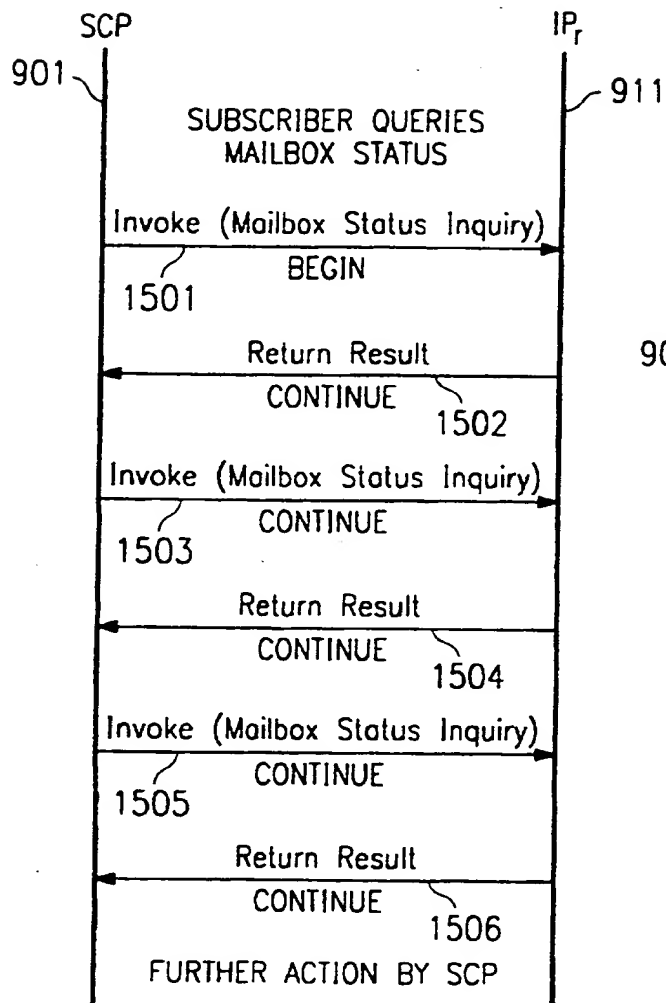 SCP IPr
901 911
SUBSCRIBER QUERIES
MAILBOX STATUS
Invoke (Mailbox Status Inquiry)
BEGIN
1501
Return Result
CONTINUE
1502
90
Invoke (Mailbox Status Inquiry)
CONTINUE
1503
Return Result
CONTINUE
1504
Invoke (Mailbox Status Inquiry)
CONTINUE
1505
Return Result
CONTINUE
1506
FURTHER ACTION BY SCP